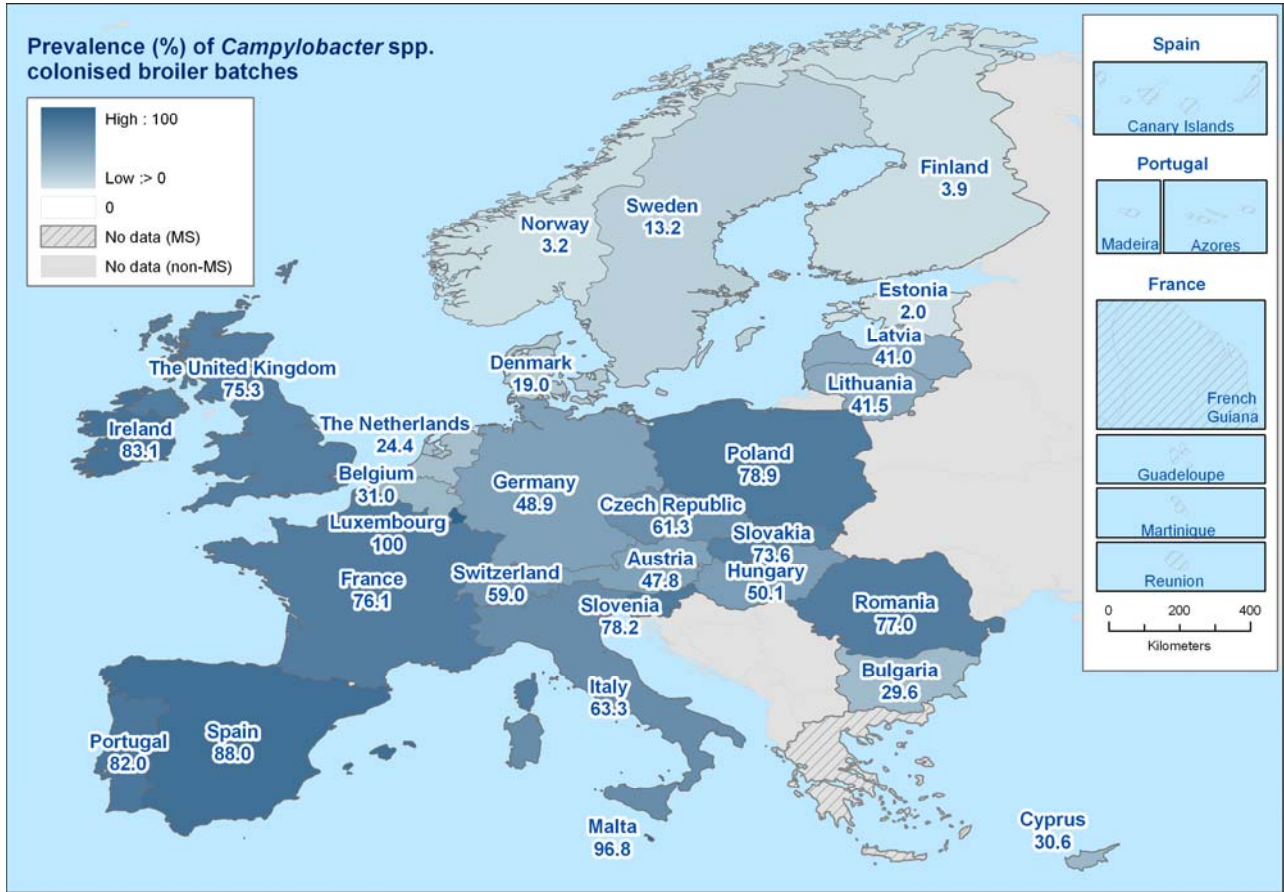 Prevalence (%) of Campylobacter spp.
colonised broiler batches
High : 100
Low :> 0
0
No data (MS)
No data (non-MS)
Norway
3.2
Sweden
13.2
Finland
3.9
Estonia
2.0
Latvia
41.0
Lithuania
41.5
Denmark
19.0
The United Kingdom
75.3
Ireland
83.1
The Netherlands
24.4
Belgium
31.0
Luxembourg
100
Germany
48.9
Poland
78.9
Czech Republic
61.3
Slovakia
73.6
Austria
47.8
Hungary
50.1
France
76.1
Switzerland
59.0
Slovenia
78.2
Romania
77.0
Bulgaria
29.6
Italy
63.3
Portugal
82.0
Spain
88.0
Malta
96.8
Cyprus
30.6
Spain
Canary Islands
Portugal
Madeira
Azores
France
French
Guiana
Guadeloupe
Martinique
Reunion
0 200 400
Kilometers